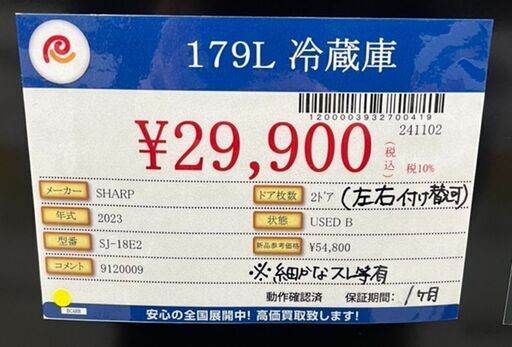 179L 冷蔵庫
1200003932700419
241102
¥29,900 (税込) 税10%
メーカー SHARP ドア枚数 2ドア (左右付け替可)
年式 2023 状態 USED B
型番 SJ-18E2 新品参考価格 ¥54,800
コメント 9120009 ※細かなスレ等有
動作確認済 保証期間: 1ヶ月
安心の全国展開中! 高価買取致します!